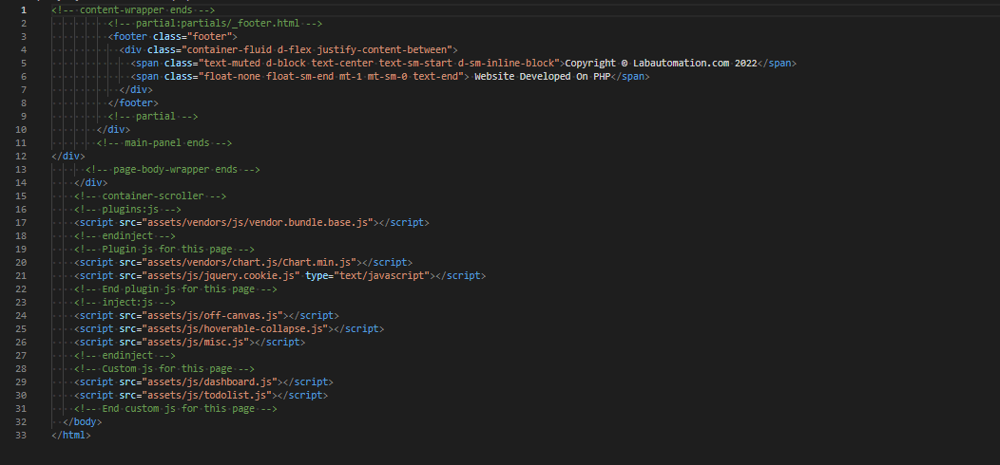 1 <!-- content-wrapper ends -->
2 <!-- partial:partials/_footer.html -->
3 <footer class="footer">
4 <div class="container-fluid d-flex justify-content-between">
5 <span class="text-muted d-block text-center text-sm-start d-sm-inline-block">Copyright © Labautomation.com 2022</span>
6 <span class="float-none float-sm-end mt-1 mt-sm-0 text-end"> Website Developed On PHP</span>
7 </div>
8 </footer>
9 <!-- partial -->
10 </div>
11 <!-- main-panel ends -->
12 </div>
13 <!-- page-body-wrapper ends -->
14 </div>
15 <!-- container-scroller -->
16 <!-- plugins:js -->
17 <script src="assets/vendors/js/vendor.bundle.base.js"></script>
18 <!-- endinject -->
19 <!-- Plugin js for this page -->
20 <script src="assets/vendors/chart.js/Chart.min.js"></script>
21 <script src="assets/js/jquery.cookie.js" type="text/javascript"></script>
22 <!-- End plugin js for this page -->
23 <!-- inject:js -->
24 <script src="assets/js/off-canvas.js"></script>
25 <script src="assets/js/hoverable-collapse.js"></script>
26 <script src="assets/js/misc.js"></script>
27 <!-- endinject -->
28 <!-- Custom js for this page -->
29 <script src="assets/js/dashboard.js"></script>
30 <script src="assets/js/todolist.js"></script>
31 <!-- End custom js for this page -->
32 </body>
33 </html>